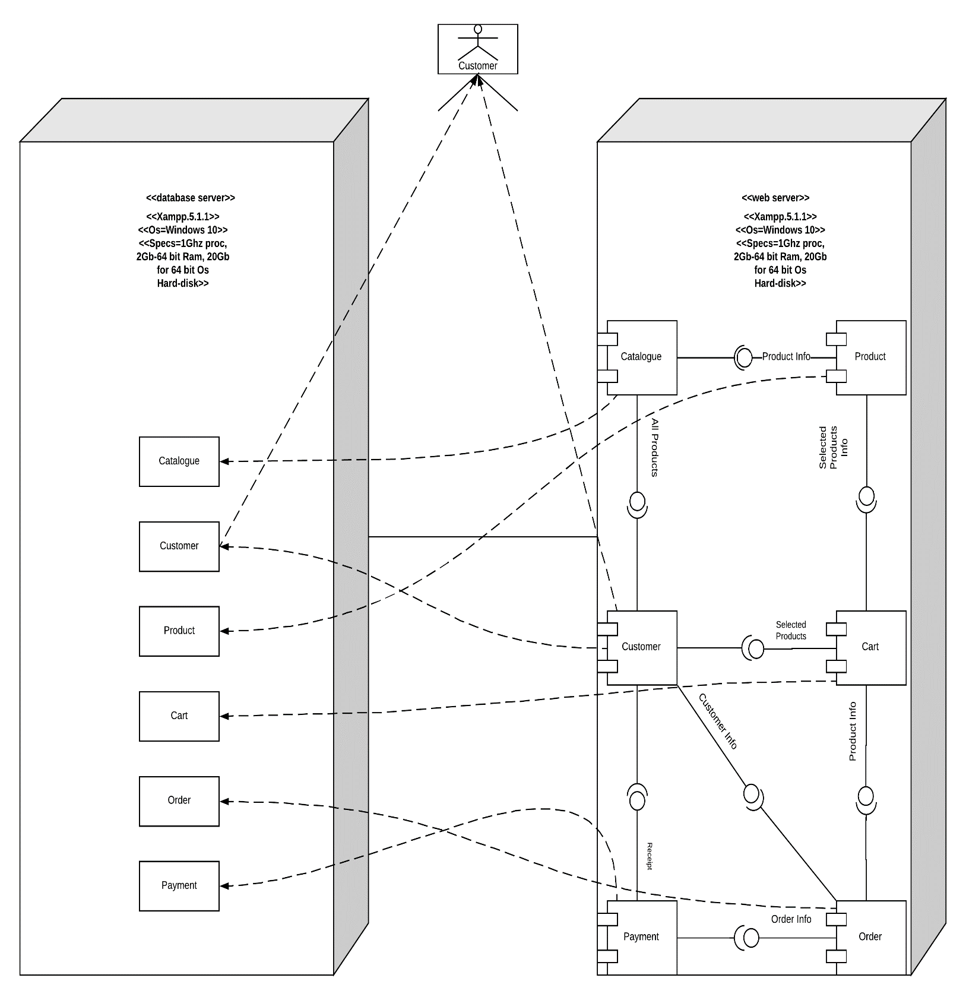 Customer
<<database server>>
<<Xampp.5.1.1>>
<<Os=Windows 10>>
<<Specs=1Ghz proc,
2Gb-64 bit Ram, 20Gb
for 64 bit Os
Hard-disk>>
Catalogue
Customer
Product
Cart
Order
Payment
<<web server>>
<<Xampp.5.1.1>>
<<Os=Windows 10>>
<<Specs=1Ghz proc,
2Gb-64 bit Ram, 20Gb
for 64 bit Os
Hard-disk>>
Catalogue
Product Info
Product
All Products
Selected
Products
Info
Customer
Selected
Products
Cart
Customer Info
Product Info
Receipt
Payment
Order Info
Order